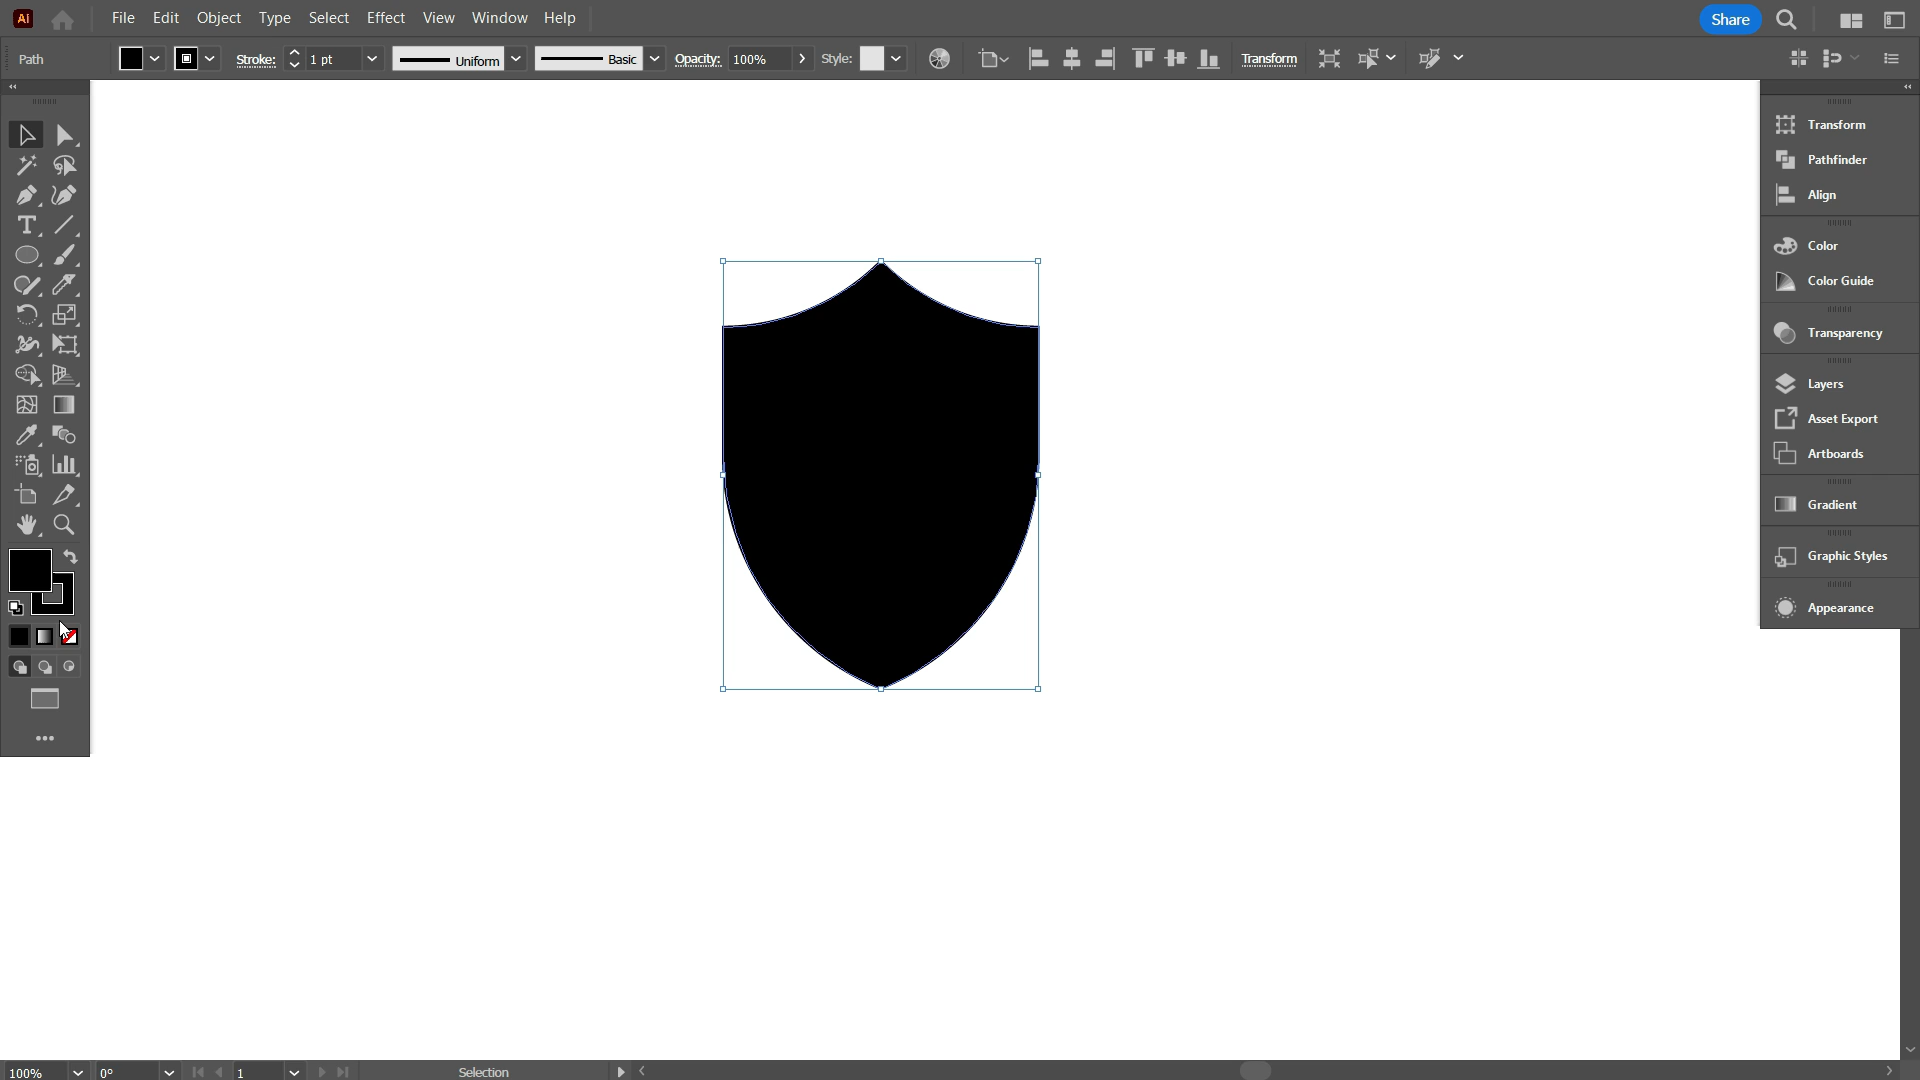 Ai File Edit Object Type Select Effect View Window Help Share
Path Stroke: 1 pt Uniform Basic Opacity: 100% Style: Transform
T
Transform
Pathfinder
Align
Color
Color Guide
Transparency
Layers
Asset Export
Artboards
Gradient
Graphic Styles
Appearance
100% 0° 1 Selection